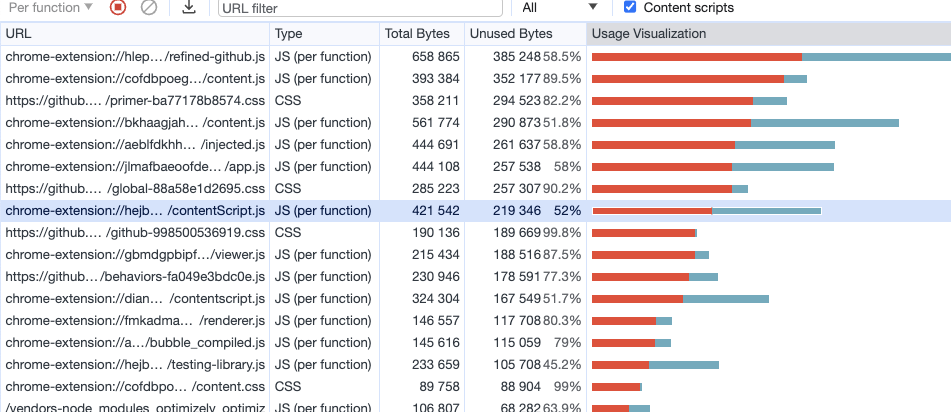 Per function URL filter All Content scripts
URL Type Total Bytes Unused Bytes Usage Visualization
chrome-extension://hlep… /refined-github.js JS (per function) 658 865 385 248 58.5%
chrome-extension://cofdbpoeg… /content.js JS (per function) 393 384 352 177 89.5%
https://github.… /primer-ba77178b8574.css CSS 358 211 294 523 82.2%
chrome-extension://bkhaagjah… /content.js JS (per function) 561 774 290 873 51.8%
chrome-extension://aeblfdkhh… /injected.js JS (per function) 444 691 261 637 58.8%
chrome-extension://jlmafbaeoofde… /app.js JS (per function) 444 108 257 538 58%
https://github.… /global-88a58e1d2695.css CSS 285 223 257 307 90.2%
chrome-extension://hejb… /contentScript.js JS (per function) 421 542 219 346 52%
https://github.… /github-998500536919.css CSS 190 136 189 669 99.8%
chrome-extension://gbmdgpbipf… /viewer.js JS (per function) 215 434 188 516 87.5%
https://github… /behaviors-fa049e3bdc0e.js JS (per function) 230 946 178 591 77.3%
chrome-extension://dian… /contentscript.js JS (per function) 324 304 167 549 51.7%
chrome-extension://fmkadma… /renderer.js JS (per function) 146 557 117 708 80.3%
chrome-extension://a… /bubble_compiled.js JS (per function) 145 616 115 059 79%
chrome-extension://hejb… /testing-library.js JS (per function) 233 659 105 708 45.2%
chrome-extension://cofdbpo… /content.css CSS 89 758 88 904 99%
/vendors-node_modules_optimizely_optimiz JS (per function) 106 807 68 282 63.9%